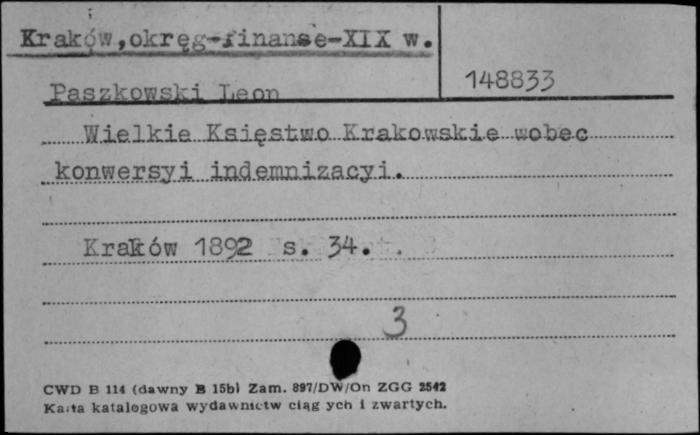 Kraków,okręg-finanse-XIX w.
148833
Paszkowski Leon
Wielkie Księstwo Krakowskie wobec
konwersyi indemnizacyi.
Kraków 1892 s. 34.
3
CWD B 114 (dawny B 15b) Zam. 897/DW/On ZGG 2542
Karta katalogowa wydawnictw ciąg ych i zwartych.